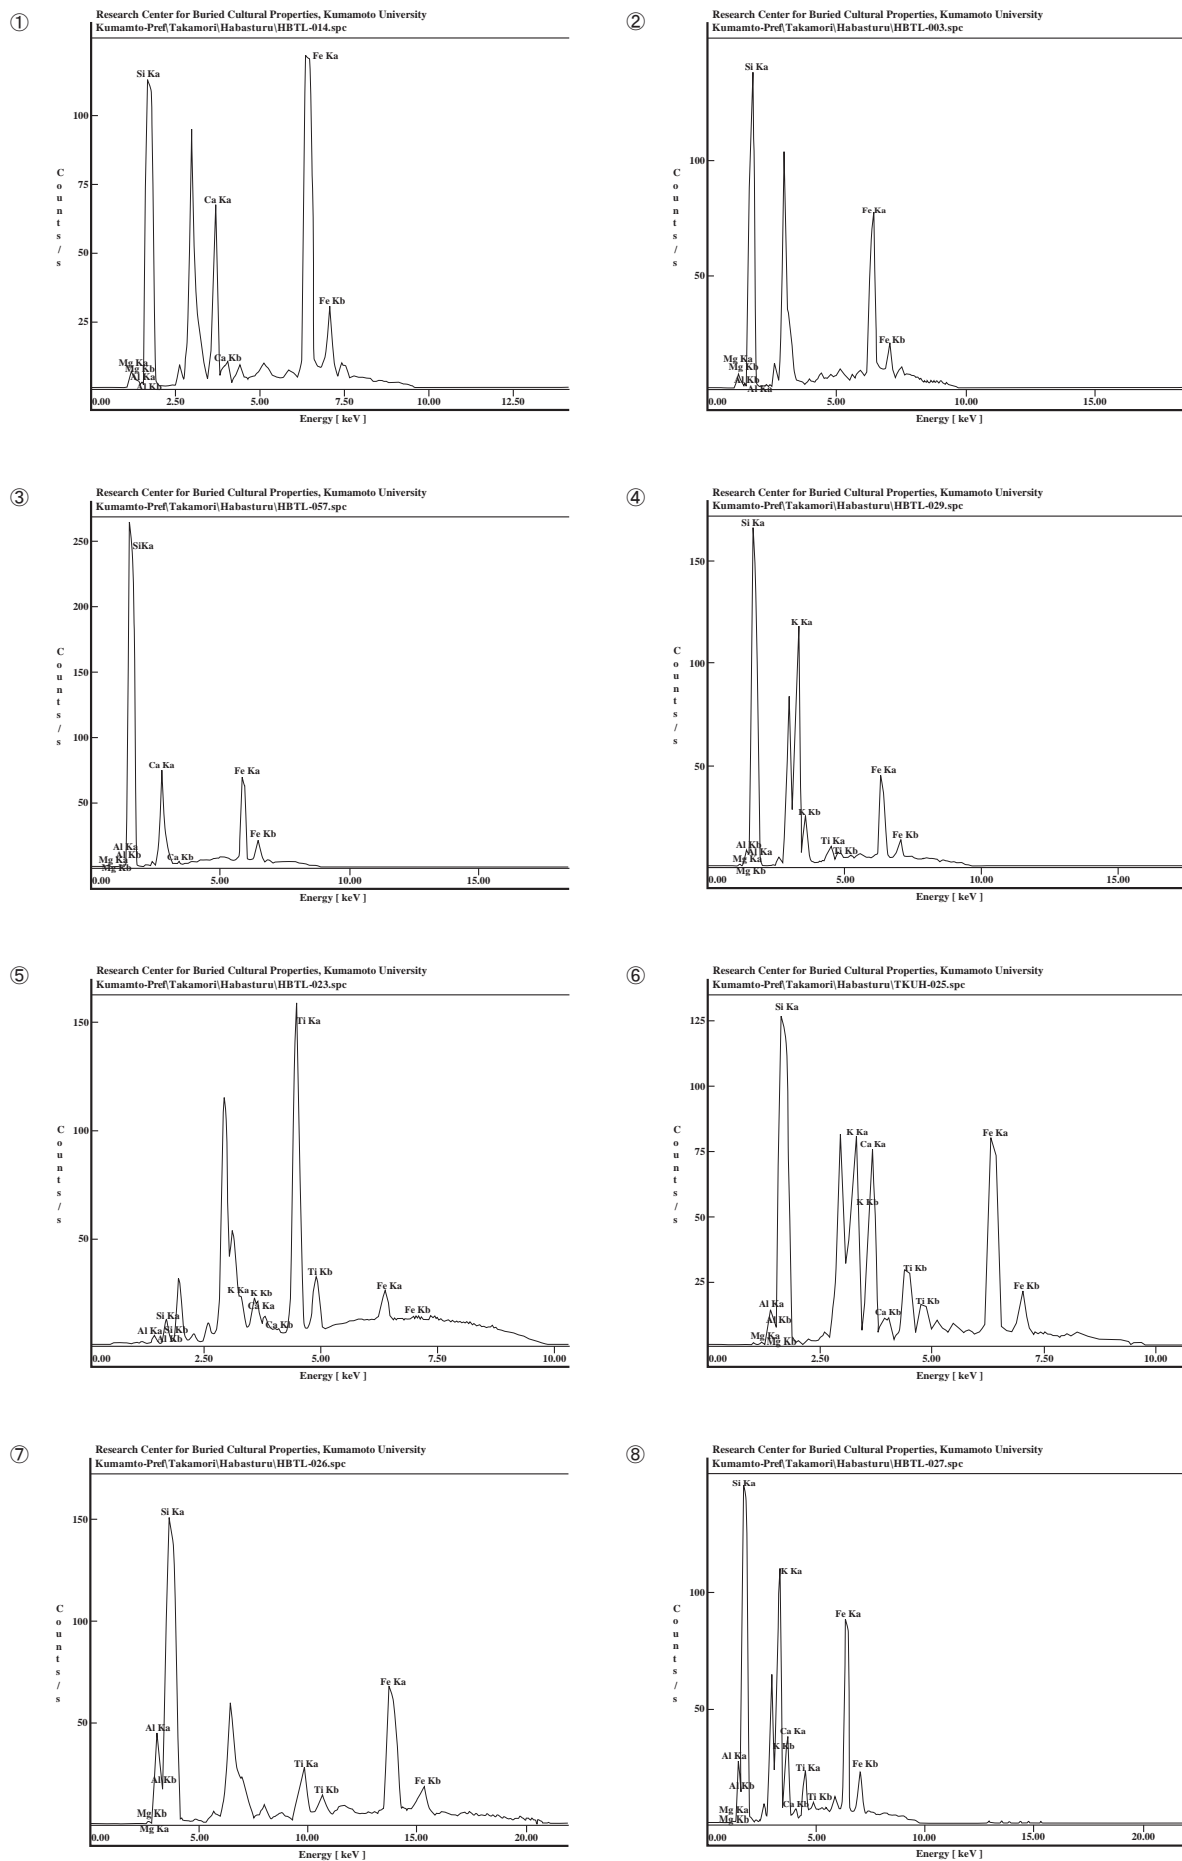 ①
Research Center for Buried Cultural Properties, Kumamoto University
Kumamto-Pref\Takamori\Habasturu\HBTL-014.spc
Fe Ka
Si Ka
100
Counts/s
75
Ca Ka
50
25
Fe Kb
Ca Kb
Mg Ka
Mg Kb
Al Ka
Al Kb
0.00 2.50 5.00 7.50 10.00 12.50
Energy [ keV ]
②
Research Center for Buried Cultural Properties, Kumamoto University
Kumamto-Pref\Takamori\Habasturu\HBTL-003.spc
Si Ka
100
Counts/s
Fe Ka
50
Fe Kb
Mg Ka
Mg Kb
Al Kb
Al Ka
0.00 5.00 10.00 15.00
Energy [ keV ]
③
Research Center for Buried Cultural Properties, Kumamoto University
Kumamto-Pref\Takamori\Habasturu\HBTL-057.spc
250
SiKa
200
Counts/s
150
100
Ca Ka
Fe Ka
50
Fe Kb
Al Ka
Al Kb
Ca Kb
Mg Ka
Mg Kb
0.00 5.00 10.00 15.00
Energy [ keV ]
④
Research Center for Buried Cultural Properties, Kumamoto University
Kumamto-Pref\Takamori\Habasturu\HBTL-029.spc
Si Ka
150
K Ka
Counts/s
100
Fe Ka
50
K Kb
Fe Kb
Ti Ka
Ti Kb
Al Kb
Al Ka
Mg Ka
Mg Kb
0.00 5.00 10.00 15.00
Energy [ keV ]
⑤
Research Center for Buried Cultural Properties, Kumamoto University
Kumamto-Pref\Takamori\Habasturu\HBTL-023.spc
150
Ti Ka
Counts/s
100
50
Ti Kb
Fe Ka
K Ka
K Kb
Ca Ka
Fe Kb
Si Ka
Ca Kb
Al Ka
Si Kb
Al Kb
0.00 2.50 5.00 7.50 10.00
Energy [ keV ]
⑥
Research Center for Buried Cultural Properties, Kumamoto University
Kumamto-Pref\Takamori\Habasturu\TKUH-025.spc
Si Ka
125
100
Counts/s
K Ka
Ca Ka
Fe Ka
75
K Kb
50
Ti Kb
25
Fe Kb
Ti Kb
Al Ka
Al Kb
Ca Kb
Mg Ka
Mg Kb
0.00 2.50 5.00 7.50 10.00
Energy [ keV ]
⑦
Research Center for Buried Cultural Properties, Kumamoto University
Kumamto-Pref\Takamori\Habasturu\HBTL-026.spc
Si Ka
150
Counts/s
100
Fe Ka
50
Al Ka
Ti Ka
Al Kb
Fe Kb
Ti Kb
Mg Kb
Mg Ka
0.00 5.00 10.00 15.00 20.00
Energy [ keV ]
⑧
Research Center for Buried Cultural Properties, Kumamoto University
Kumamto-Pref\Takamori\Habasturu\HBTL-027.spc
Si Ka
K Ka
100
Counts/s
Fe Ka
50
Ca Ka
K Kb
Al Ka
Ti Ka
Fe Kb
Al Kb
Ti Kb
Ca Kb
Mg Ka
Mg Kb
0.00 5.00 10.00 15.00 20.00
Energy [ keV ]